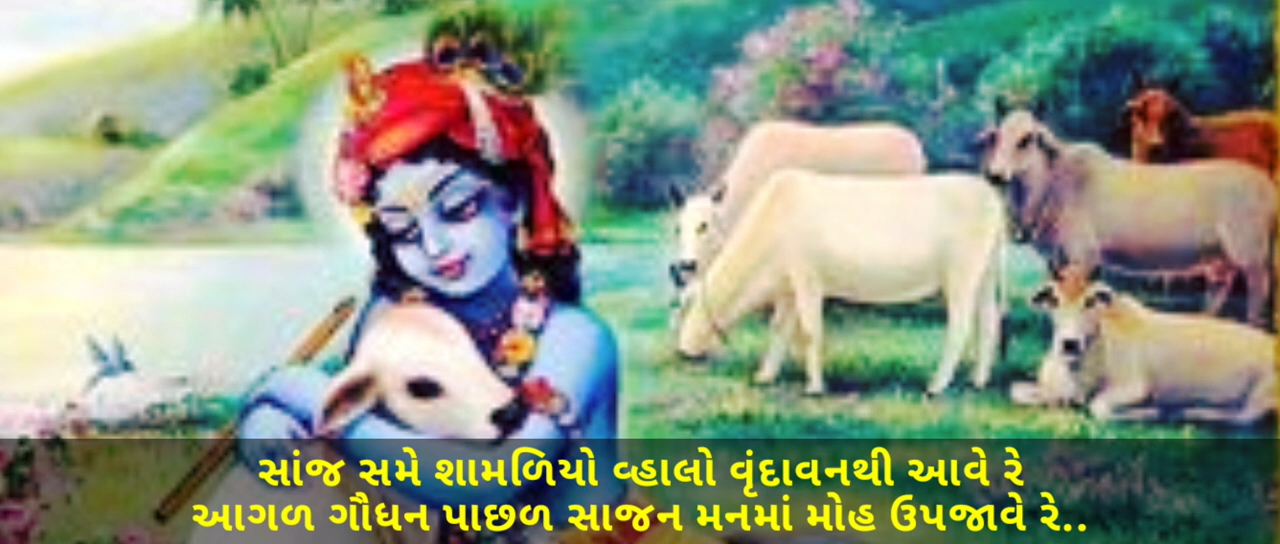 સાંજ સમે શામળિયો વ્હાલો વૃંદાવનથી આવે રે
આગળ ગૌધન પાછળ સાજન મનમાં મોહ ઉપજાવે રે..